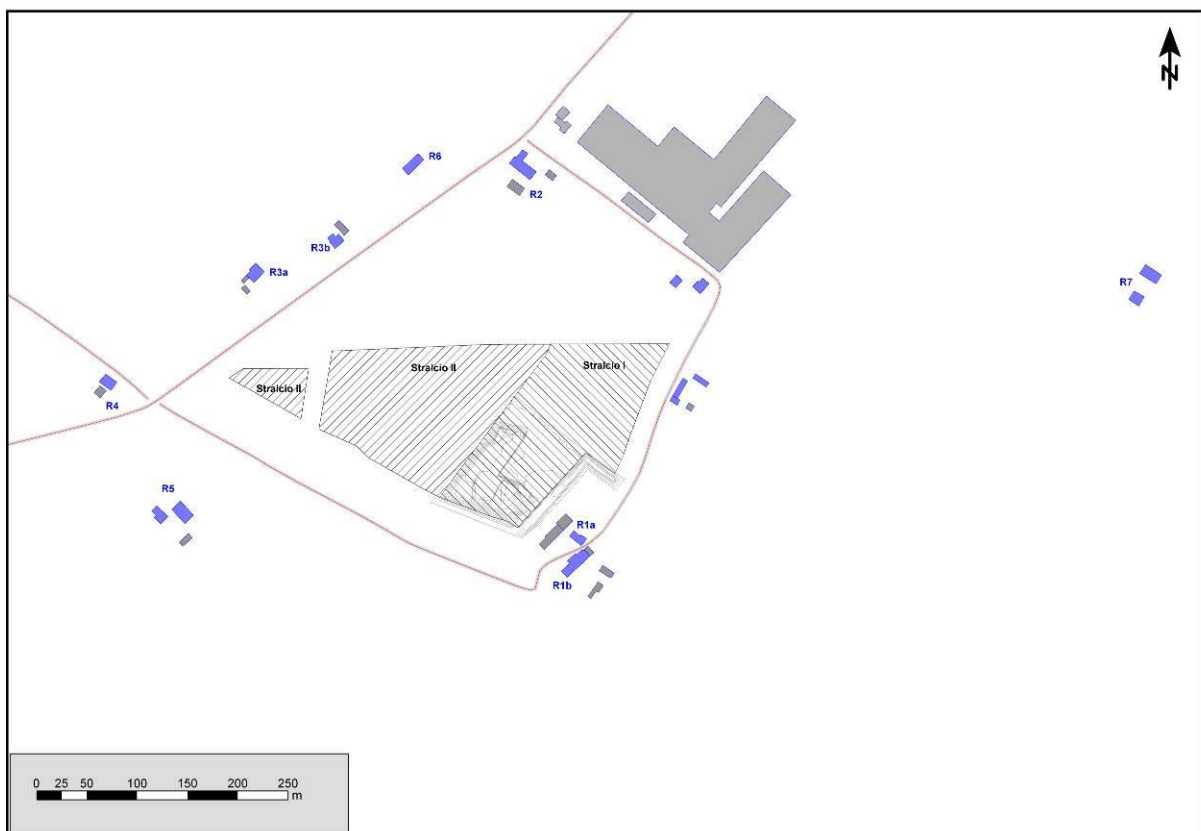 N
R6
R2
R3b
R3a
R7
Stralcio II
Stralcio I
Stralcio II
R4
R5
R1a
R1b
0 25 50 100 150 200 250
m